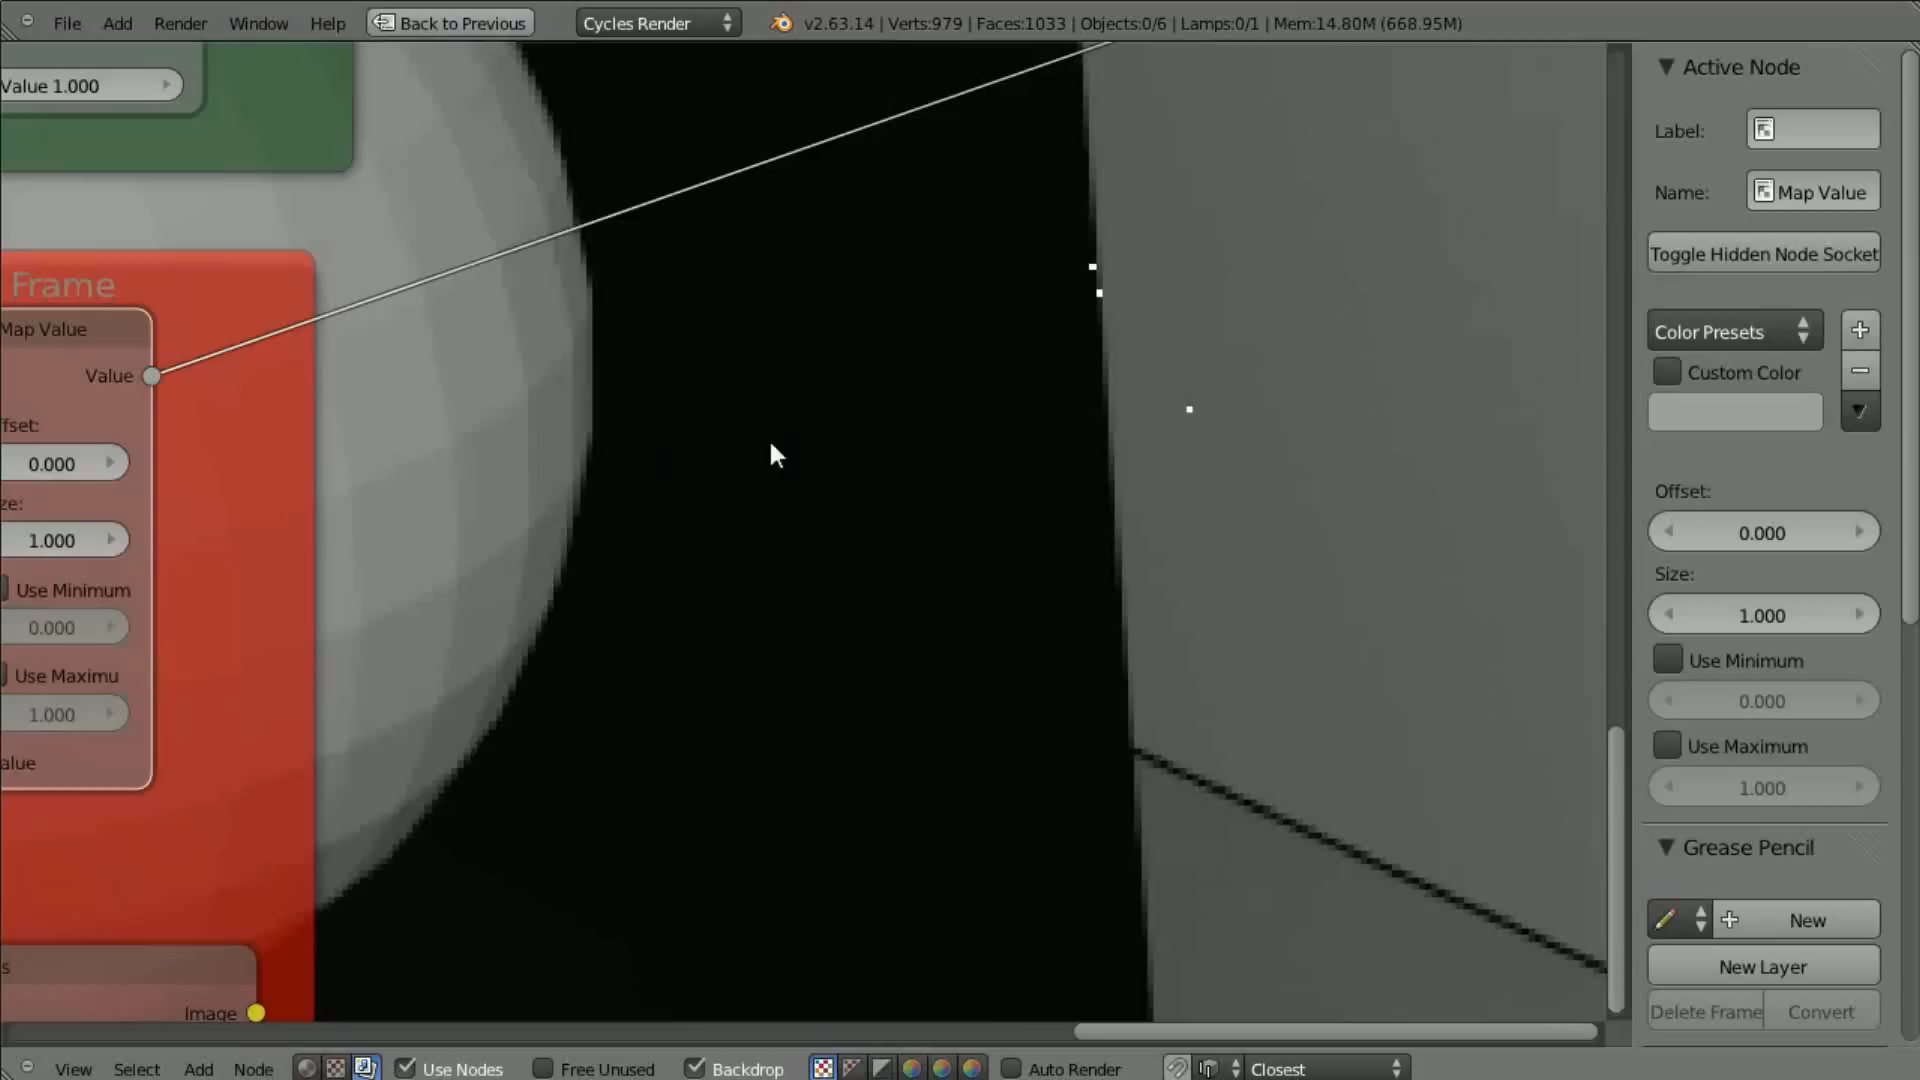 File Add Render Window Help Back to Previous Cycles Render v2.63.14 | Verts:979 | Faces:1033 | Objects:0/6 | Lamps:0/1 | Mem:14.80M (668.95M)
Value 1.000
Frame
Map Value
Value
ffset:
0.000
ze:
1.000
Use Minimum
0.000
Use Maximu
1.000
alue
s
Image
Active Node
Label:
Name: Map Value
Toggle Hidden Node Socket
Color Presets
Custom Color
Offset:
0.000
Size:
1.000
Use Minimum
0.000
Use Maximum
1.000
Grease Pencil
New
New Layer
Delete Frame Convert
View Select Add Node Use Nodes Free Unused Backdrop Auto Render Closest